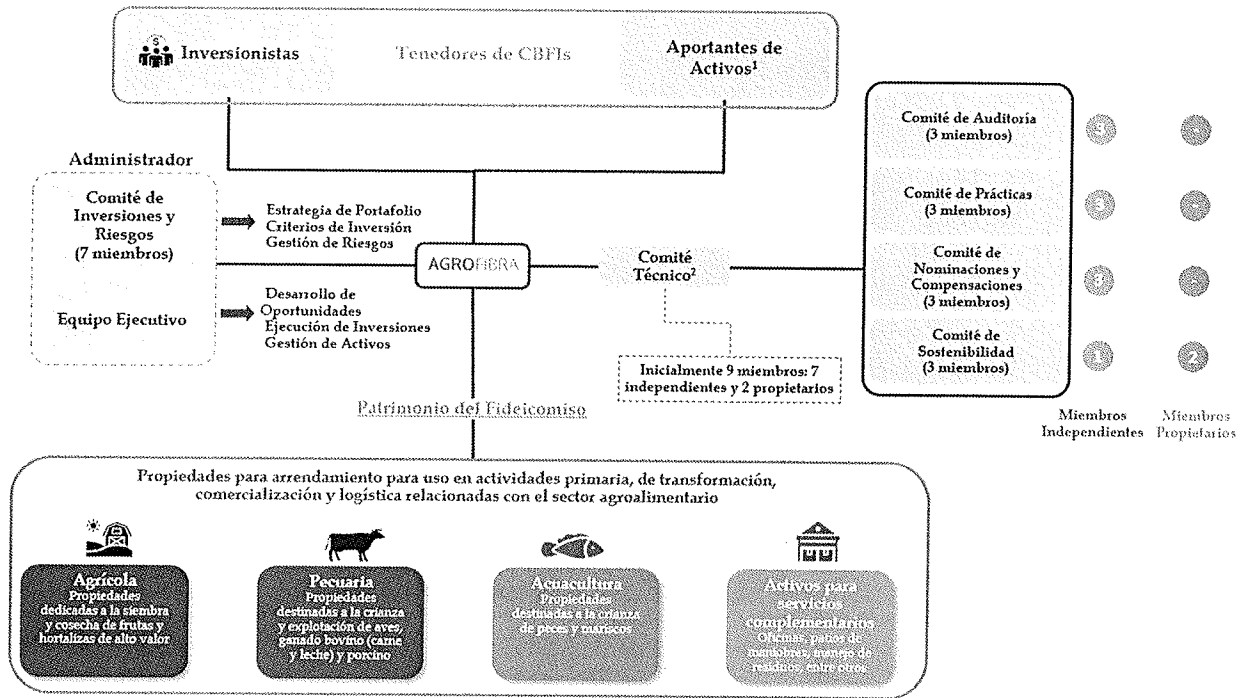 Inversionistas
Tenedores de CBFIs
Aportantes de
Activos¹
Administrador
Comité de
Inversiones y
Riesgos
(7 miembros)
Equipo Ejecutivo
Estrategia de Portafolio
Criterios de Inversión
Gestión de Riesgos
Desarrollo de
Oportunidades
Ejecución de Inversiones
Gestión de Activos
AGROFIBRA
Comité
Técnico²
Inicialmente 9 miembros: 7
independientes y 2 propietarios
Comité de Auditoría
(3 miembros)
3
-
Comité de Prácticas
(3 miembros)
3
-
Comité de
Nominaciones y
Compensaciones
(3 miembros)
3
-
Comité de
Sostenibilidad
(3 miembros)
1
2
Miembros
Independientes
Miembros
Propietarios
Patrimonio del Fideicomiso
Propiedades para arrendamiento para uso en actividades primaria, de transformación,
comercialización y logística relacionadas con el sector agroalimentario
Agrícola
Propiedades
dedicadas a la siembra
y cosecha de frutas y
hortalizas de alto valor
Pecuaria
Propiedades
destinadas a la crianza
y explotación de aves,
ganado bovino (carne
y leche) y porcino
Acuacultura
Propiedades
destinadas a la crianza
de peces y mariscos
Activos para
servicios
complementarios
Oficinas, patios de
maniobras, manejo de
residuos, entre otros